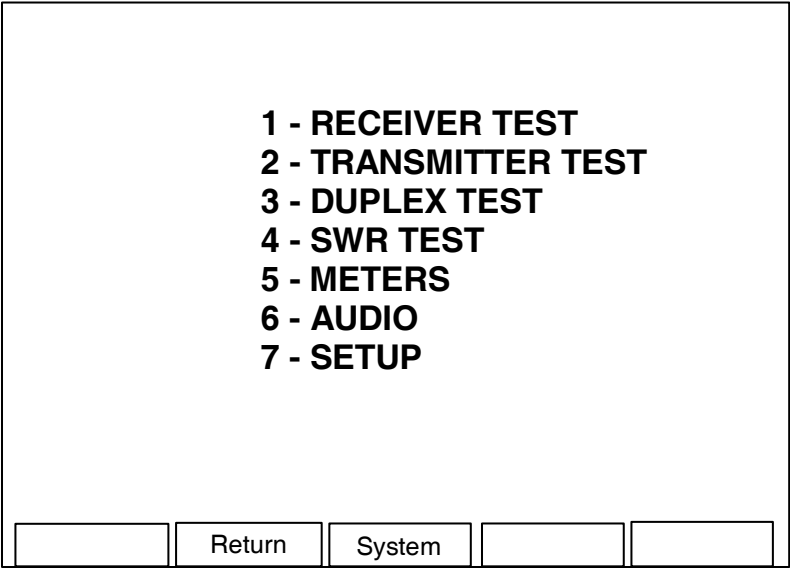 1 - RECEIVER TEST
2 - TRANSMITTER TEST
3 - DUPLEX TEST
4 - SWR TEST
5 - METERS
6 - AUDIO
7 - SETUP
Return System